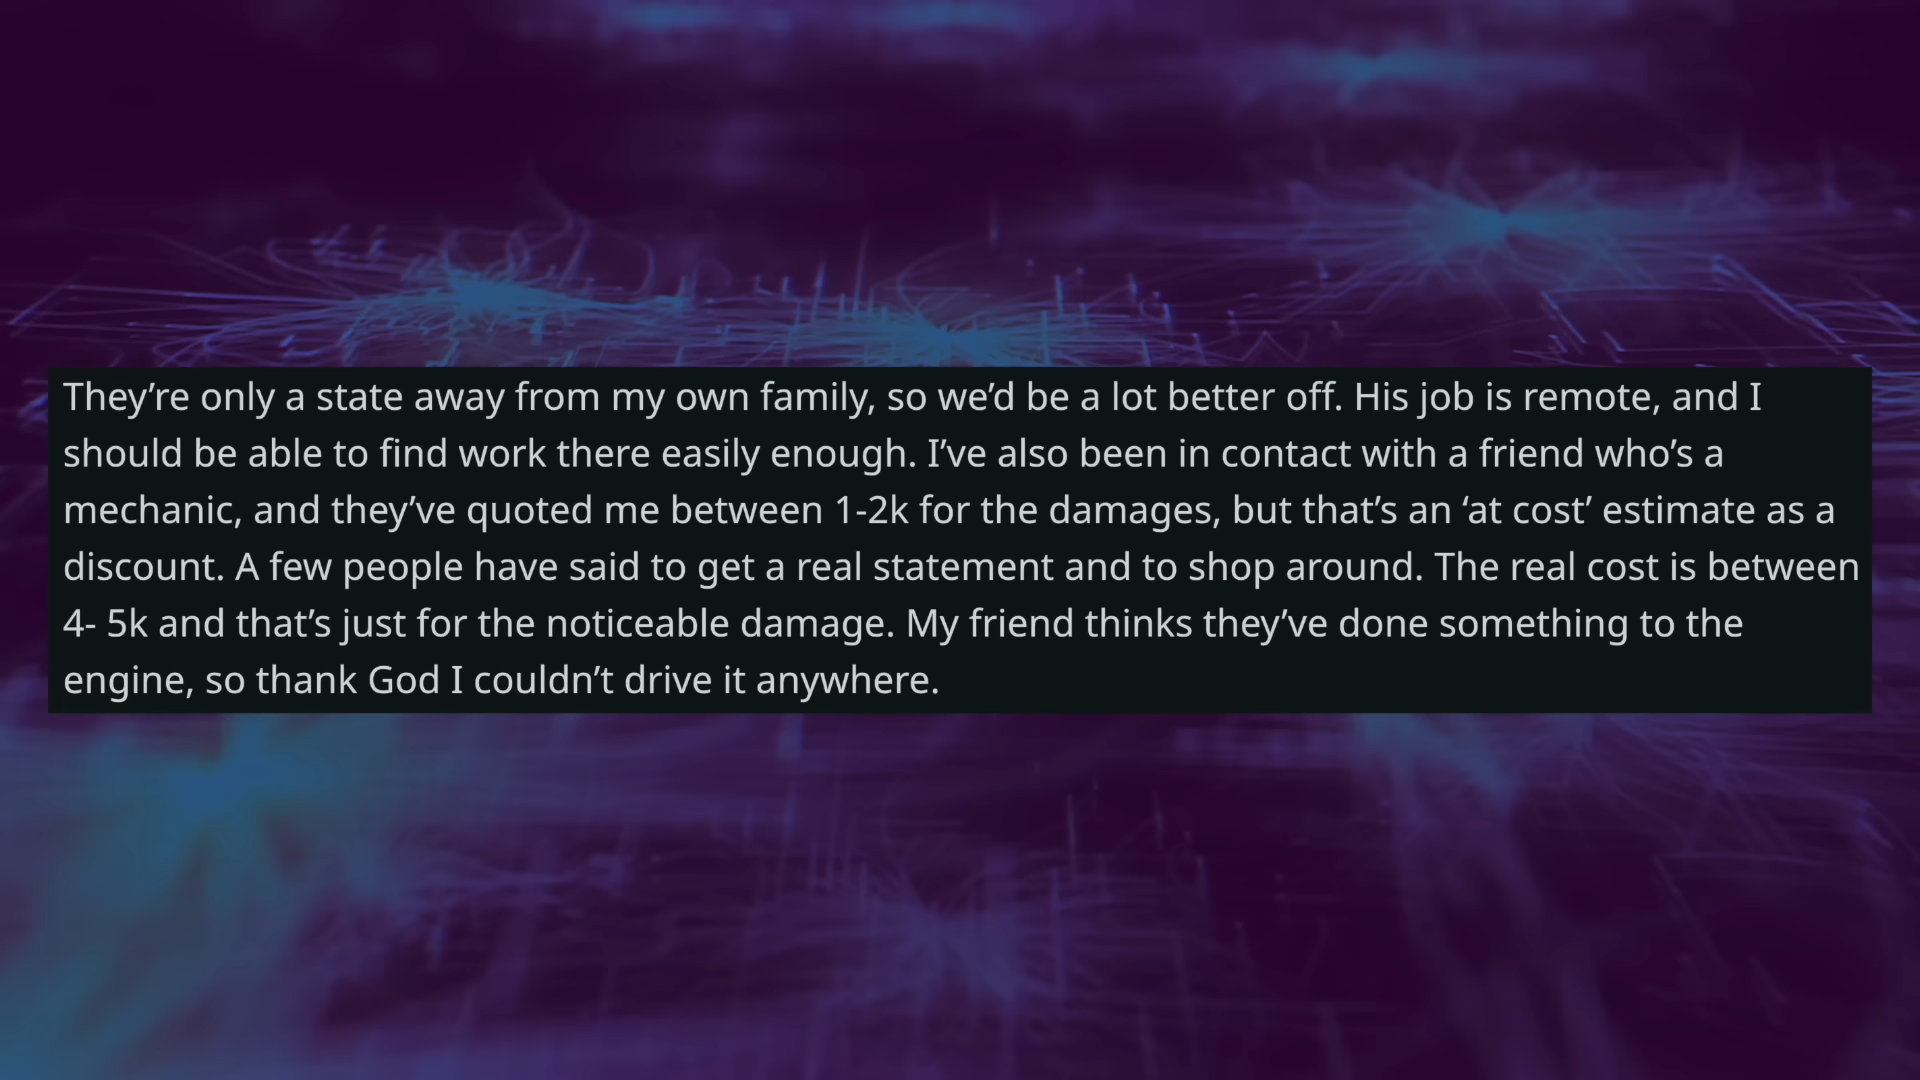 They’re only a state away from my own family, so we’d be a lot better off. His job is remote, and I
should be able to find work there easily enough. I’ve also been in contact with a friend who’s a
mechanic, and they’ve quoted me between 1-2k for the damages, but that’s an ‘at cost’ estimate as a
discount. A few people have said to get a real statement and to shop around. The real cost is between
4- 5k and that’s just for the noticeable damage. My friend thinks they’ve done something to the
engine, so thank God I couldn’t drive it anywhere.